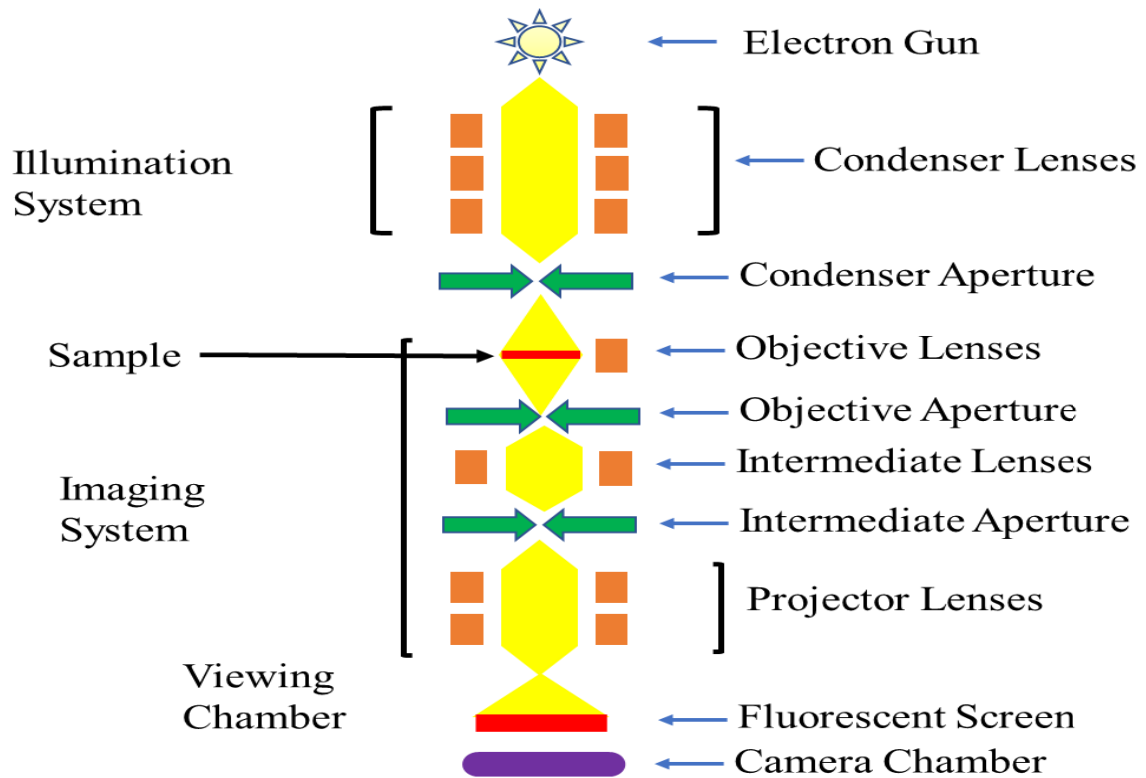 Electron Gun
Illumination
System
Condenser Lenses
Condenser Aperture
Sample
Objective Lenses
Objective Aperture
Intermediate Lenses
Imaging
System
Intermediate Aperture
Projector Lenses
Viewing
Chamber
Fluorescent Screen
Camera Chamber